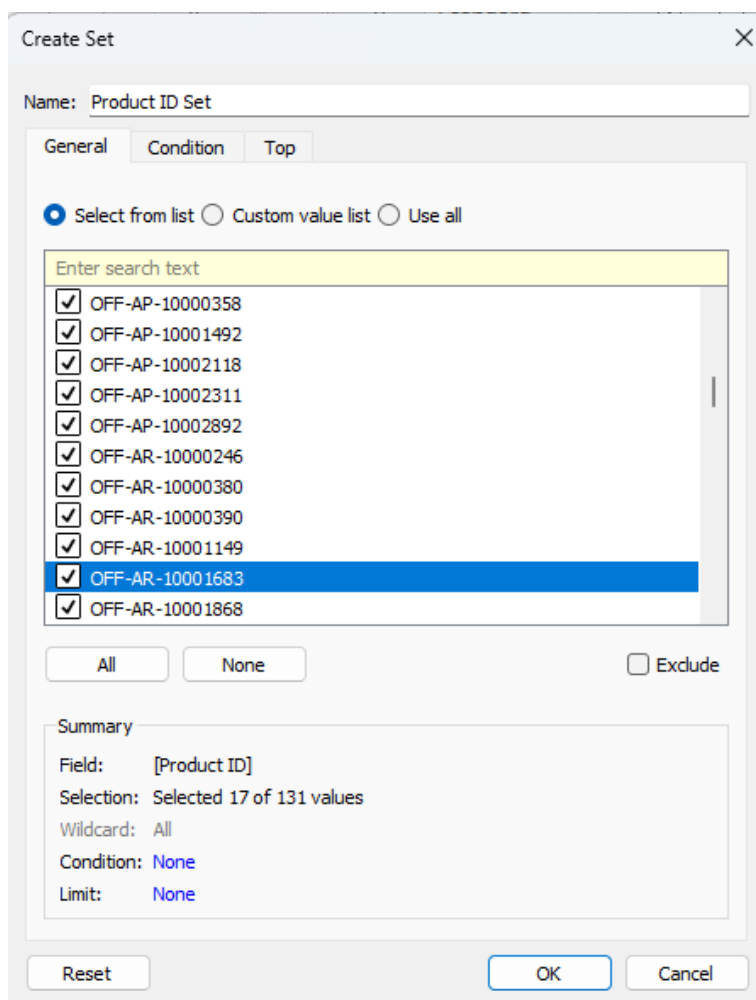 Create Set
Name: Product ID Set
General Condition Top
Select from list Custom value list Use all
Enter search text
OFF-AP-10000358
OFF-AP-10001492
OFF-AP-10002118
OFF-AP-10002311
OFF-AP-10002892
OFF-AR-10000246
OFF-AR-10000380
OFF-AR-10000390
OFF-AR-10001149
OFF-AR-10001683
OFF-AR-10001868
All None Exclude
Summary
Field: [Product ID]
Selection: Selected 17 of 131 values
Wildcard: All
Condition: None
Limit: None
Reset OK Cancel